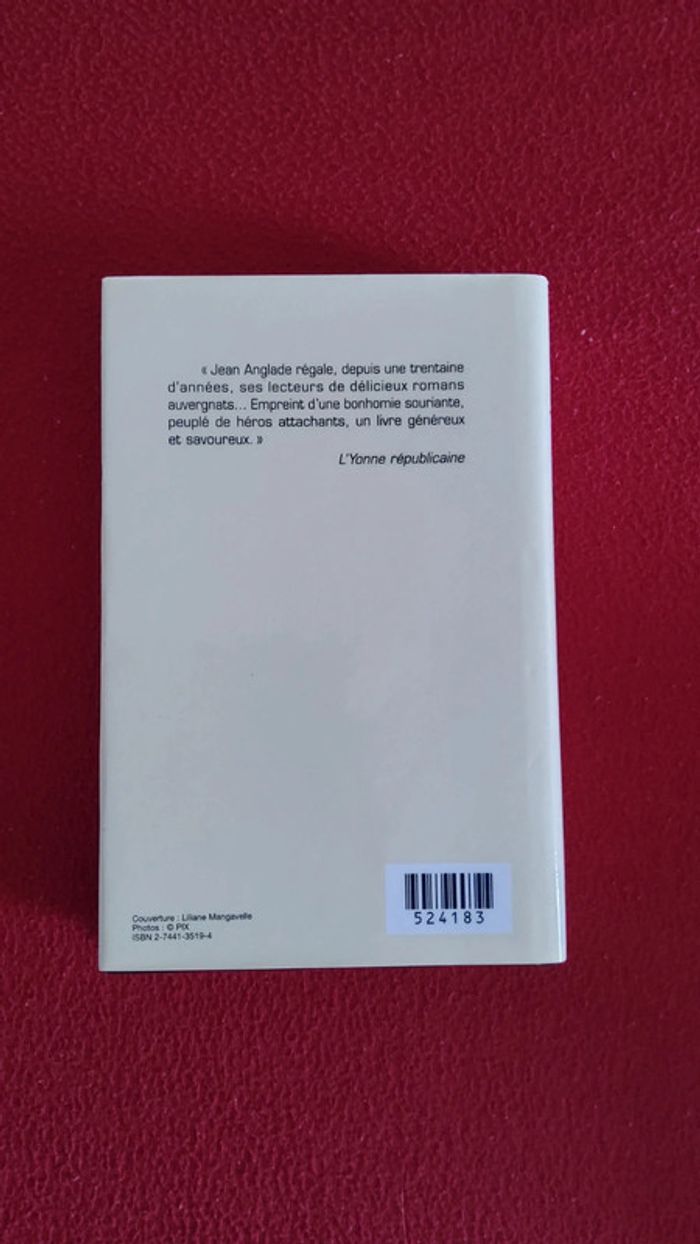 « Jean Anglade régale, depuis une trentaine
d'années, ses lecteurs de délicieux romans
auvergnats... Empreint d'une bonhomie souriante,
peuplé de héros attachants, un livre généreux
et savoureux. »
L'Yonne républicaine
Couverture : Liliane Mangavelle
Photos : © PIX
ISBN 2-7441-3519-4
524183